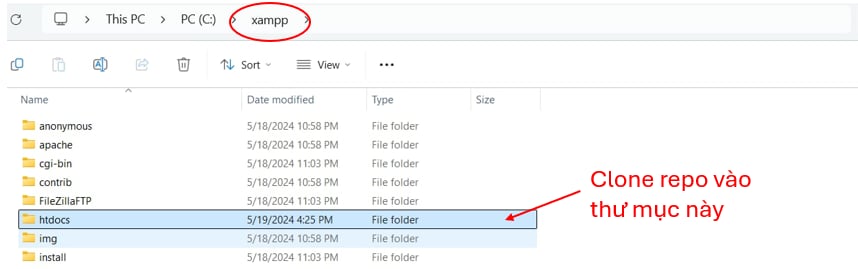 This PC > PC (C:) > xampp >
Sort View •••
Name Date modified Type Size
anonymous 5/18/2024 10:58 PM File folder
apache 5/18/2024 10:58 PM File folder
cgi-bin 5/18/2024 11:03 PM File folder
contrib 5/18/2024 10:58 PM File folder
FileZillaFTP 5/18/2024 11:03 PM File folder
htdocs 5/19/2024 4:25 PM File folder
img 5/18/2024 10:58 PM File folder
install 5/18/2024 11:03 PM File folder
Clone repo vào
thư mục này